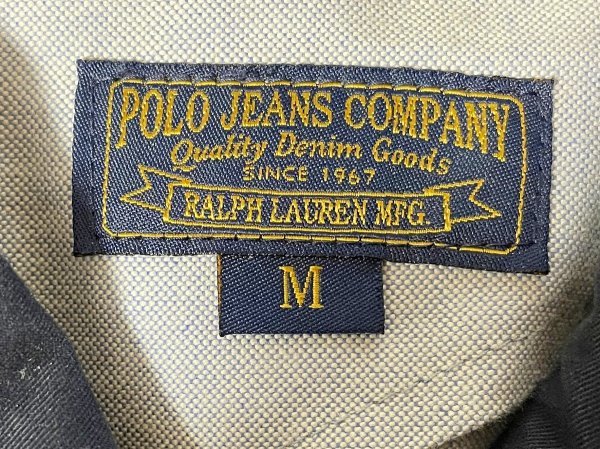 POLO JEANS COMPANY
Quality Denim Goods
SINCE 1967
RALPH LAUREN MFG.
M